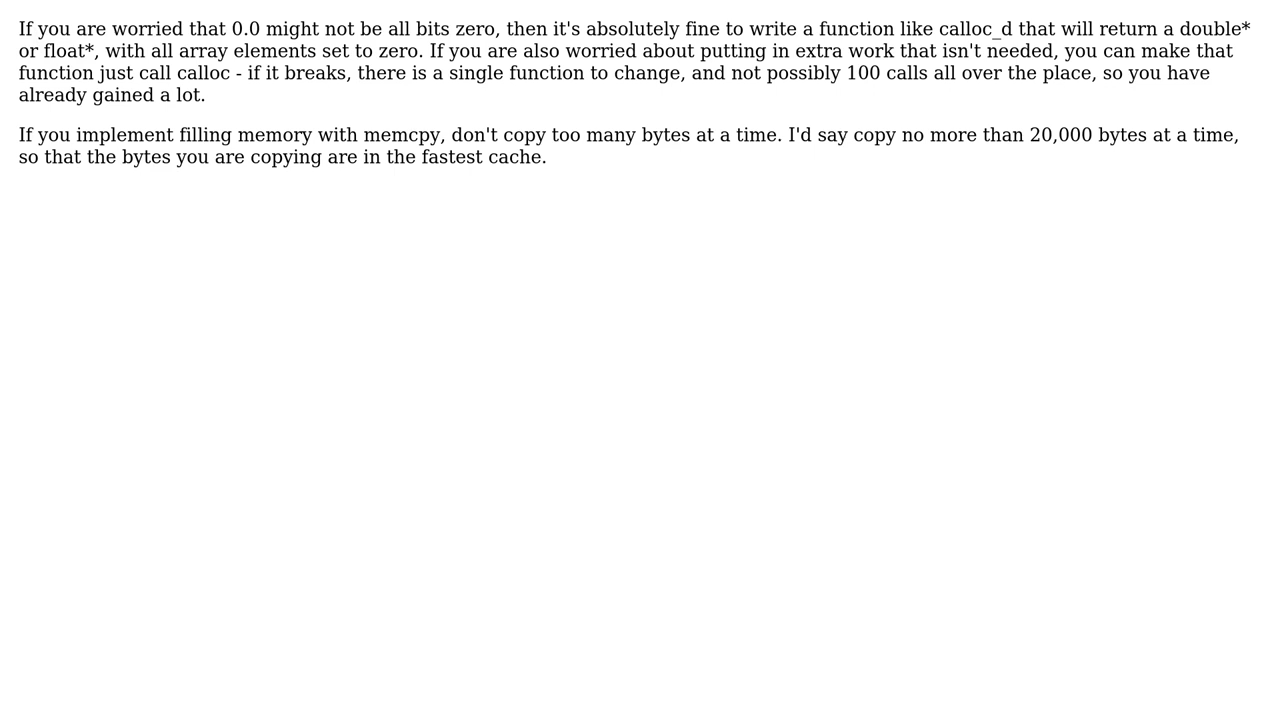 If you are worried that 0.0 might not be all bits zero, then it's absolutely fine to write a function like calloc_d that will return a double*
or float*, with all array elements set to zero. If you are also worried about putting in extra work that isn't needed, you can make that
function just call calloc - if it breaks, there is a single function to change, and not possibly 100 calls all over the place, so you have
already gained a lot.
If you implement filling memory with memcpy, don't copy too many bytes at a time. I'd say copy no more than 20,000 bytes at a time,
so that the bytes you are copying are in the fastest cache.